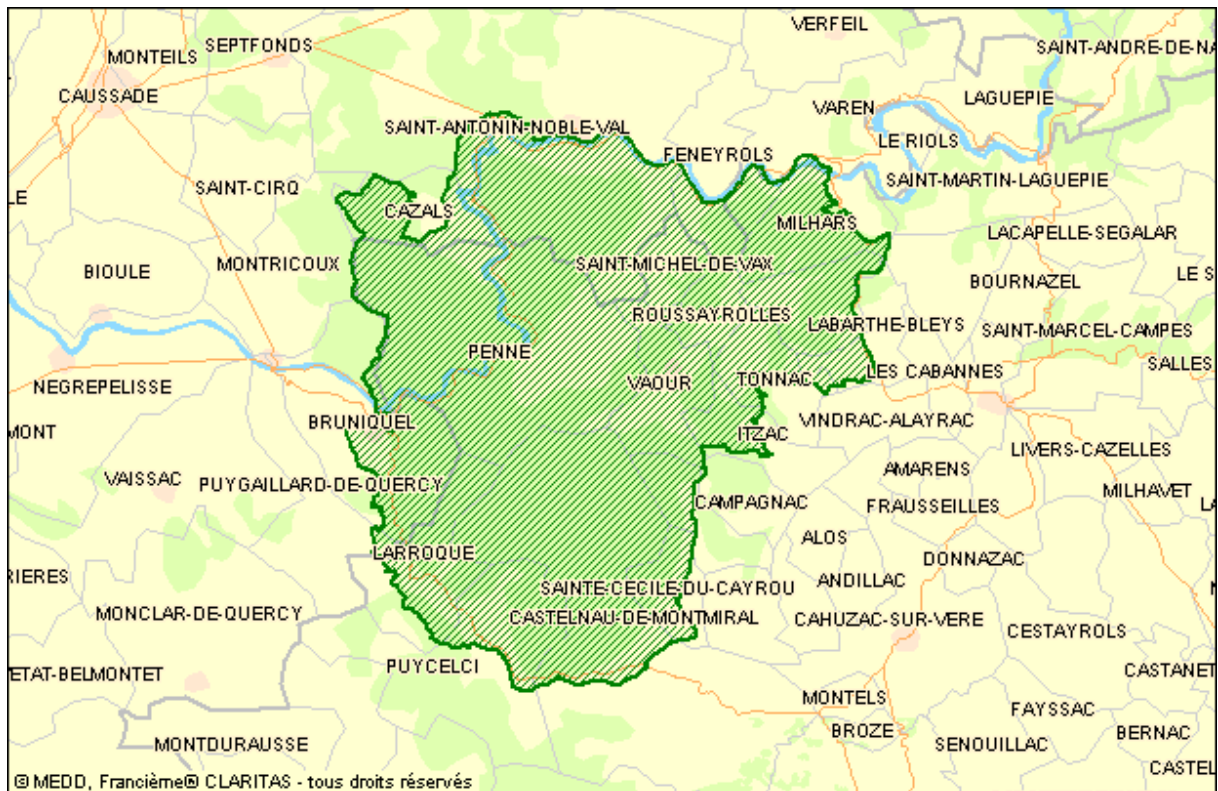 VERFEIL
SEPTFONDS
SAINT-ANDRE-DE-NA
MONTEILS
CAUSSADE
LAGUEPIE
VAREN
SAINT-ANTONIN-NOBLE-VAL
LE RIOLS
FENEYROLS
SAINT-MARTIN-LAGUEPIE
SAINT-CIRQ
LE
CAZALS
MILHARS
LACAPELLE-SEGALAR
MONTRICOUX
SAINT-MICHEL-DE-VAX
BIOULE
LE S
BOURNAZEL
ROUSSAYROLLES
LABARTHE-BLEYS
SAINT-MARCEL-CAMPES
PENNE
SALLES
LES CABANNES
NEGREPELISSE
VAOUR
TONNAC
BRUNIQUEL
VINDRAC-ALAYRAC
MONT
ITZAC
LIVERS-CAZELLES
AMARENS
VAISSAC
PUYGAILLARD-DE-QUERCY
MILHAVET
CAMPAGNAC
FRAUSSEILLES
LA
ALOS
LARROQUE
DONNAZAC
RIERES
ANDILLAC
SAINTE-CECILE-DU-CAYROU
MONCLAR-DE-QUERCY
CASTELNAU-DE-MONTMIRAL
CAHUZAC-SUR-VERE
CESTAYROLS
PUYCELCI
CASTANET
ETAT-BELMONTET
MONTELS
FAYSSAC
BROZE
BERNAC
MONTDURAUSSE
SENOUILLAC
CASTEL
© MEDD, Francième® CLARITAS - tous droits réservés